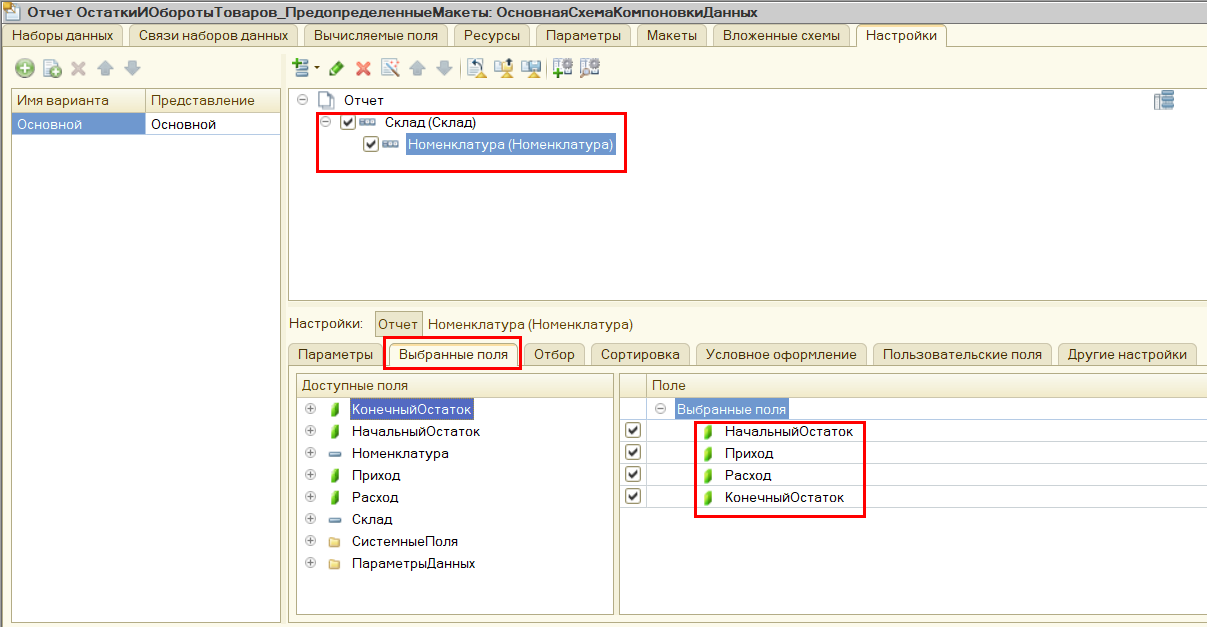 Отчет ОстаткиИОборотыТоваров_ПредопределенныеМакеты: ОсновнаяСхемаКомпоновкиДанных
Наборы данных Связи наборов данных Вычисляемые поля Ресурсы Параметры Макеты Вложенные схемы Настройки
Имя варианта Представление
Основной Основной
Отчет
Склад (Склад)
Номенклатура (Номенклатура)
Настройки: Отчет Номенклатура (Номенклатура)
Параметры Выбранные поля Отбор Сортировка Условное оформление Пользовательские поля Другие настройки
Доступные поля
КонечныйОстаток
НачальныйОстаток
Номенклатура
Приход
Расход
Склад
СистемныеПоля
ПараметрыДанных
Поле
Выбранные поля
НачальныйОстаток
Приход
Расход
КонечныйОстаток